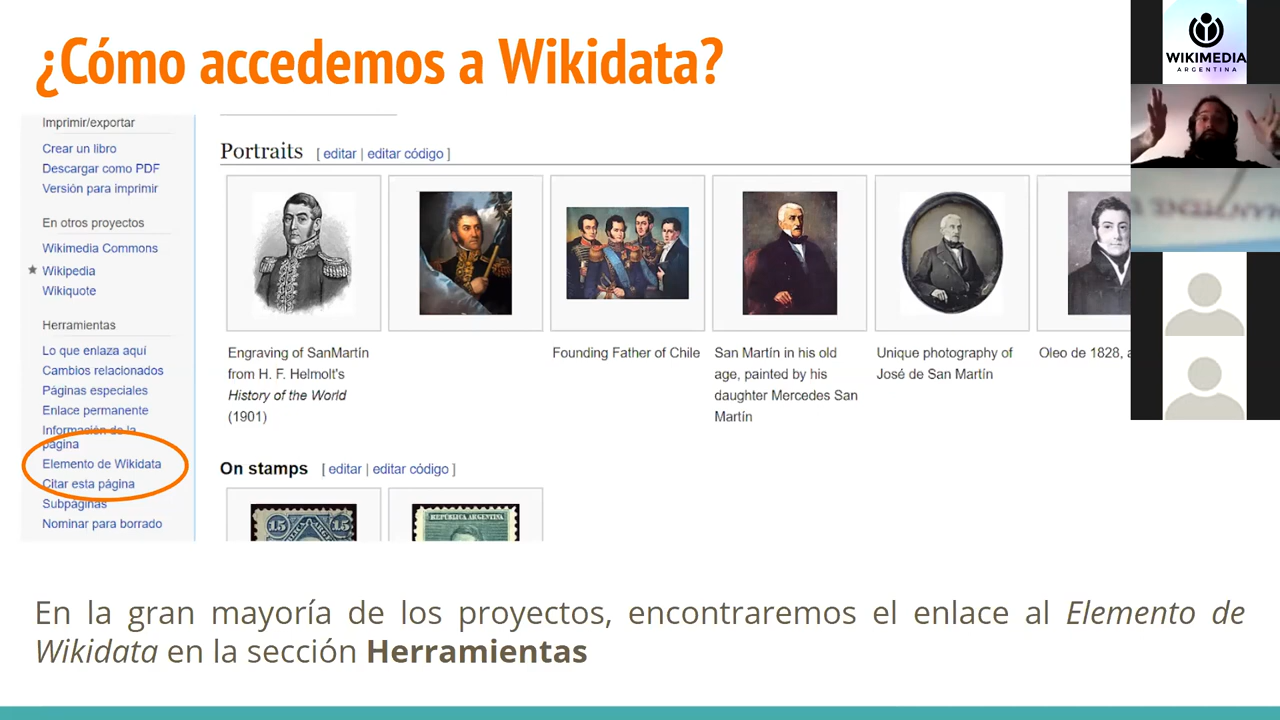 ¿Cómo accedemos a Wikidata?
WIKIMEDIA
ARGENTINA
Imprimir/exportar
Crear un libro
Descargar como PDF
Versión para imprimir
En otros proyectos
Wikimedia Commons
Wikipedia
Wikiquote
Herramientas
Lo que enlaza aquí
Cambios relacionados
Páginas especiales
Enlace permanente
Información de la
página
Elemento de Wikidata
Citar esta página
Subpáginas
Nominar para borrado
Portraits [ editar | editar código ]
Engraving of SanMartín
from H. F. Helmolt's
History of the World
(1901)
Founding Father of Chile
San Martín in his old
age, painted by his
daughter Mercedes San
Martín
Unique photography of
José de San Martín
Oleo de 1828,
On stamps [ editar | editar código ]
15 15
REPÚBLICA ARGENTINA
En la gran mayoría de los proyectos, encontraremos el enlace al Elemento de
Wikidata en la sección Herramientas